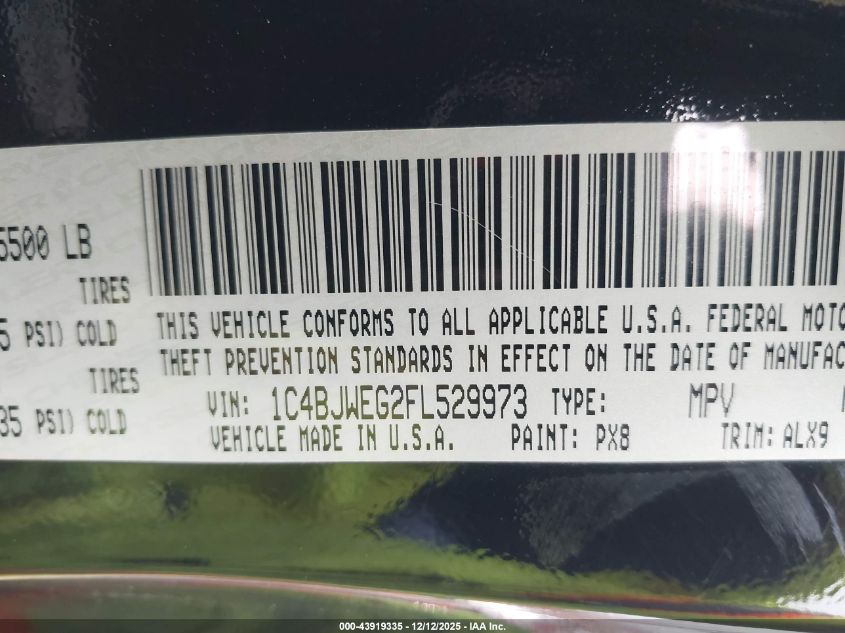 5500 LB
TIRES
5 PSI) COLD
TIRES
35 PSI) COLD
THIS VEHICLE CONFORMS TO ALL APPLICABLE U.S.A. FEDERAL MOTO
THEFT PREVENTION STANDARDS IN EFFECT ON THE DATE OF MANUFAC
VIN: 1C4BJWEG2FL529973 TYPE: MPV
VEHICLE MADE IN U.S.A. PAINT: PX8 TRIM: ALX9
000-43919335 - 12/12/2025 - IAA Inc.